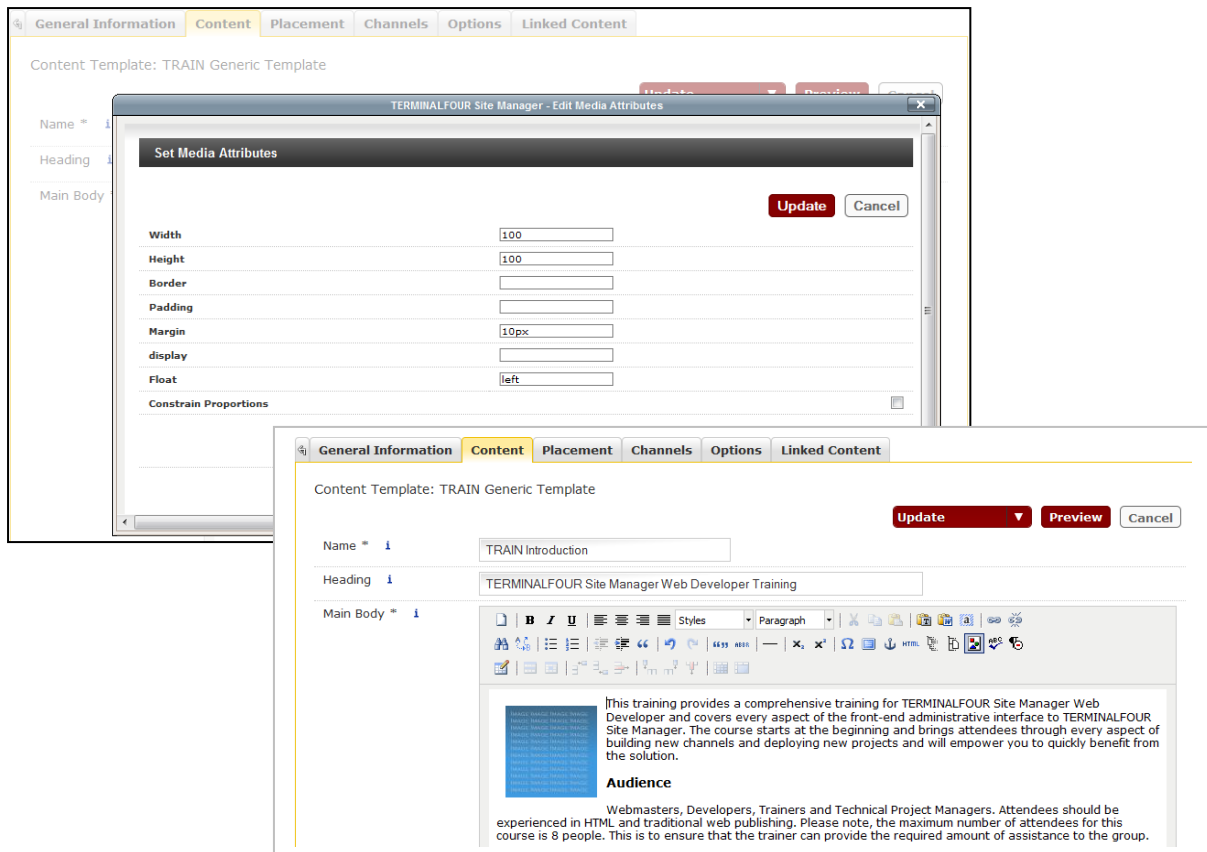 General Information Content Placement Channels Options Linked Content
Content Template: TRAIN Generic Template
Update Preview Cancel
TERMINALFOUR Site Manager - Edit Media Attributes
Name * i
Heading i
Main Body *
Set Media Attributes
Update Cancel
Width 100
Height 100
Border
Padding
Margin 10px
display
Float left
Constrain Proportions
General Information Content Placement Channels Options Linked Content
Content Template: TRAIN Generic Template
Update Preview Cancel
Name * i TRAIN Introduction
Heading i TERMINALFOUR Site Manager Web Developer Training
Main Body * i
B I U Styles Paragraph
HTML ABC
This training provides a comprehensive training for TERMINALFOUR Site Manager Web
Developer and covers every aspect of the front-end administrative interface to TERMINALFOUR
Site Manager. The course starts at the beginning and brings attendees through every aspect of
building new channels and deploying new projects and will empower you to quickly benefit from
the solution.
IMAGE IMAGE IMAGE IMAGE
Audience
Webmasters, Developers, Trainers and Technical Project Managers. Attendees should be
experienced in HTML and traditional web publishing. Please note, the maximum number of attendees for this
course is 8 people. This is to ensure that the trainer can provide the required amount of assistance to the group.